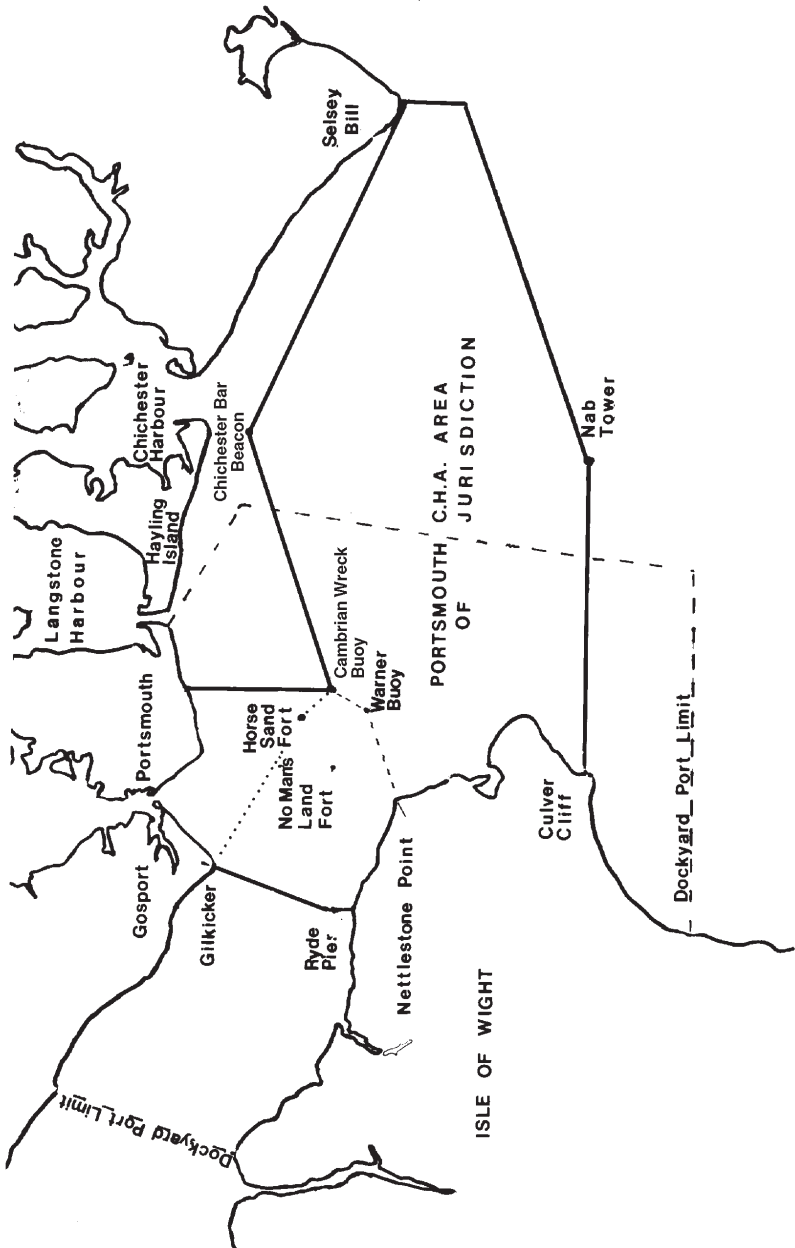 Selsey
Bill
Chichester
Harbour
Chichester Bar
Beacon
Hayling
Island
Langstone
Harbour
Portsmouth
Cambrian Wreck
Buoy
Warner
Buoy
Horse
Sand
Fort
No Mans
Land
Fort
PORTSMOUTH C.H.A. AREA
OF JURISDICTION
Nab
Tower
Culver
Cliff
Gosport
Gilkicker
Ryde
Pier
Nettlestone Point
ISLE OF WIGHT
Dockyard Port Limit
Dockyard Port Limit